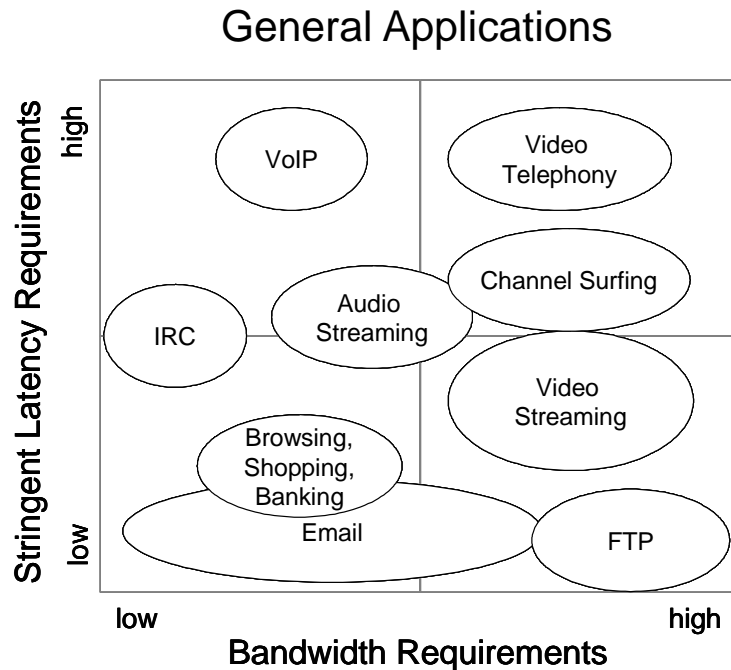 General Applications
Stringent Latency Requirements
high
low
VoIP
Video
Telephony
Channel Surfing
Audio
Streaming
IRC
Video
Streaming
Browsing,
Shopping,
Banking
Email
FTP
low
high
Bandwidth Requirements